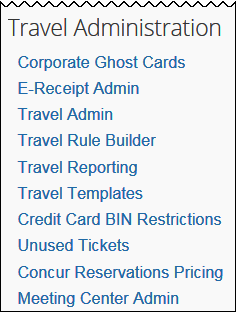 Travel Administration
Corporate Ghost Cards
E-Receipt Admin
Travel Admin
Travel Rule Builder
Travel Reporting
Travel Templates
Credit Card BIN Restrictions
Unused Tickets
Concur Reservations Pricing
Meeting Center Admin